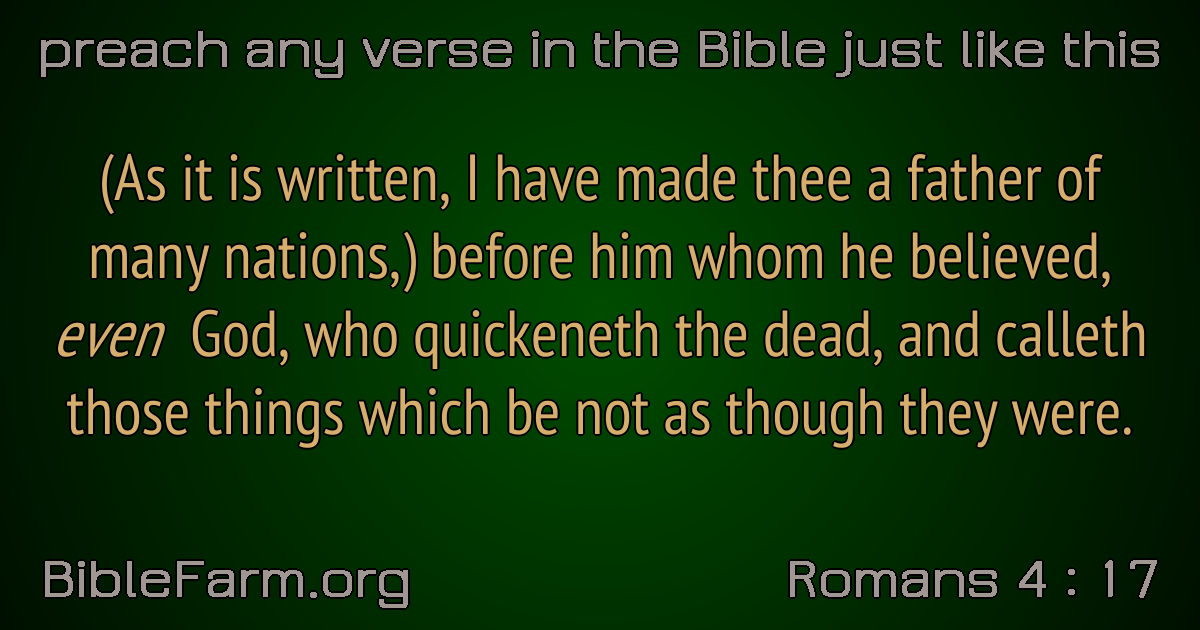 preach any verse in the Bible just like this
(As it is written, I have made thee a father of
many nations,) before him whom he believed,
even God, who quickeneth the dead, and calleth
those things which be not as though they were.
BibleFarm.org
Romans 4 : 17